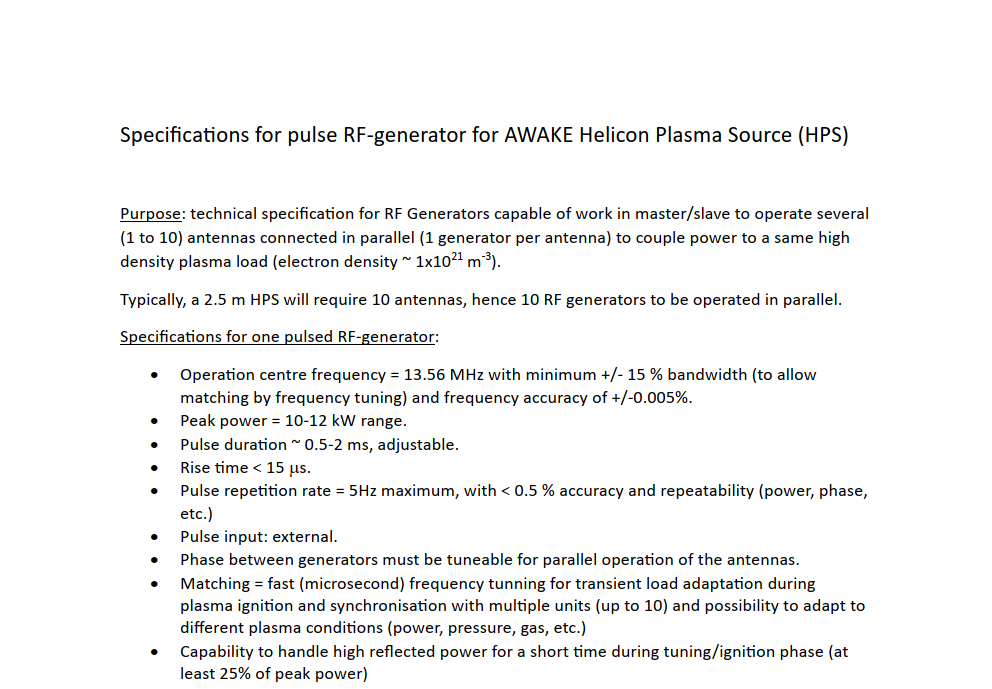 Specifications for pulse RF-generator for AWAKE Helicon Plasma Source (HPS)
Purpose: technical specification for RF Generators capable of work in master/slave to operate several
(1 to 10) antennas connected in parallel (1 generator per antenna) to couple power to a same high
density plasma load (electron density ~ 1x10²¹ m⁻³).
Typically, a 2.5 m HPS will require 10 antennas, hence 10 RF generators to be operated in parallel.
Specifications for one pulsed RF-generator:
• Operation centre frequency = 13.56 MHz with minimum +/- 15 % bandwidth (to allow
matching by frequency tuning) and frequency accuracy of +/-0.005%.
• Peak power = 10-12 kW range.
• Pulse duration ~ 0.5-2 ms, adjustable.
• Rise time < 15 μs.
• Pulse repetition rate = 5Hz maximum, with < 0.5 % accuracy and repeatability (power, phase,
etc.)
• Pulse input: external.
• Phase between generators must be tuneable for parallel operation of the antennas.
• Matching = fast (microsecond) frequency tunning for transient load adaptation during
plasma ignition and synchronisation with multiple units (up to 10) and possibility to adapt to
different plasma conditions (power, pressure, gas, etc.)
• Capability to handle high reflected power for a short time during tuning/ignition phase (at
least 25% of peak power)